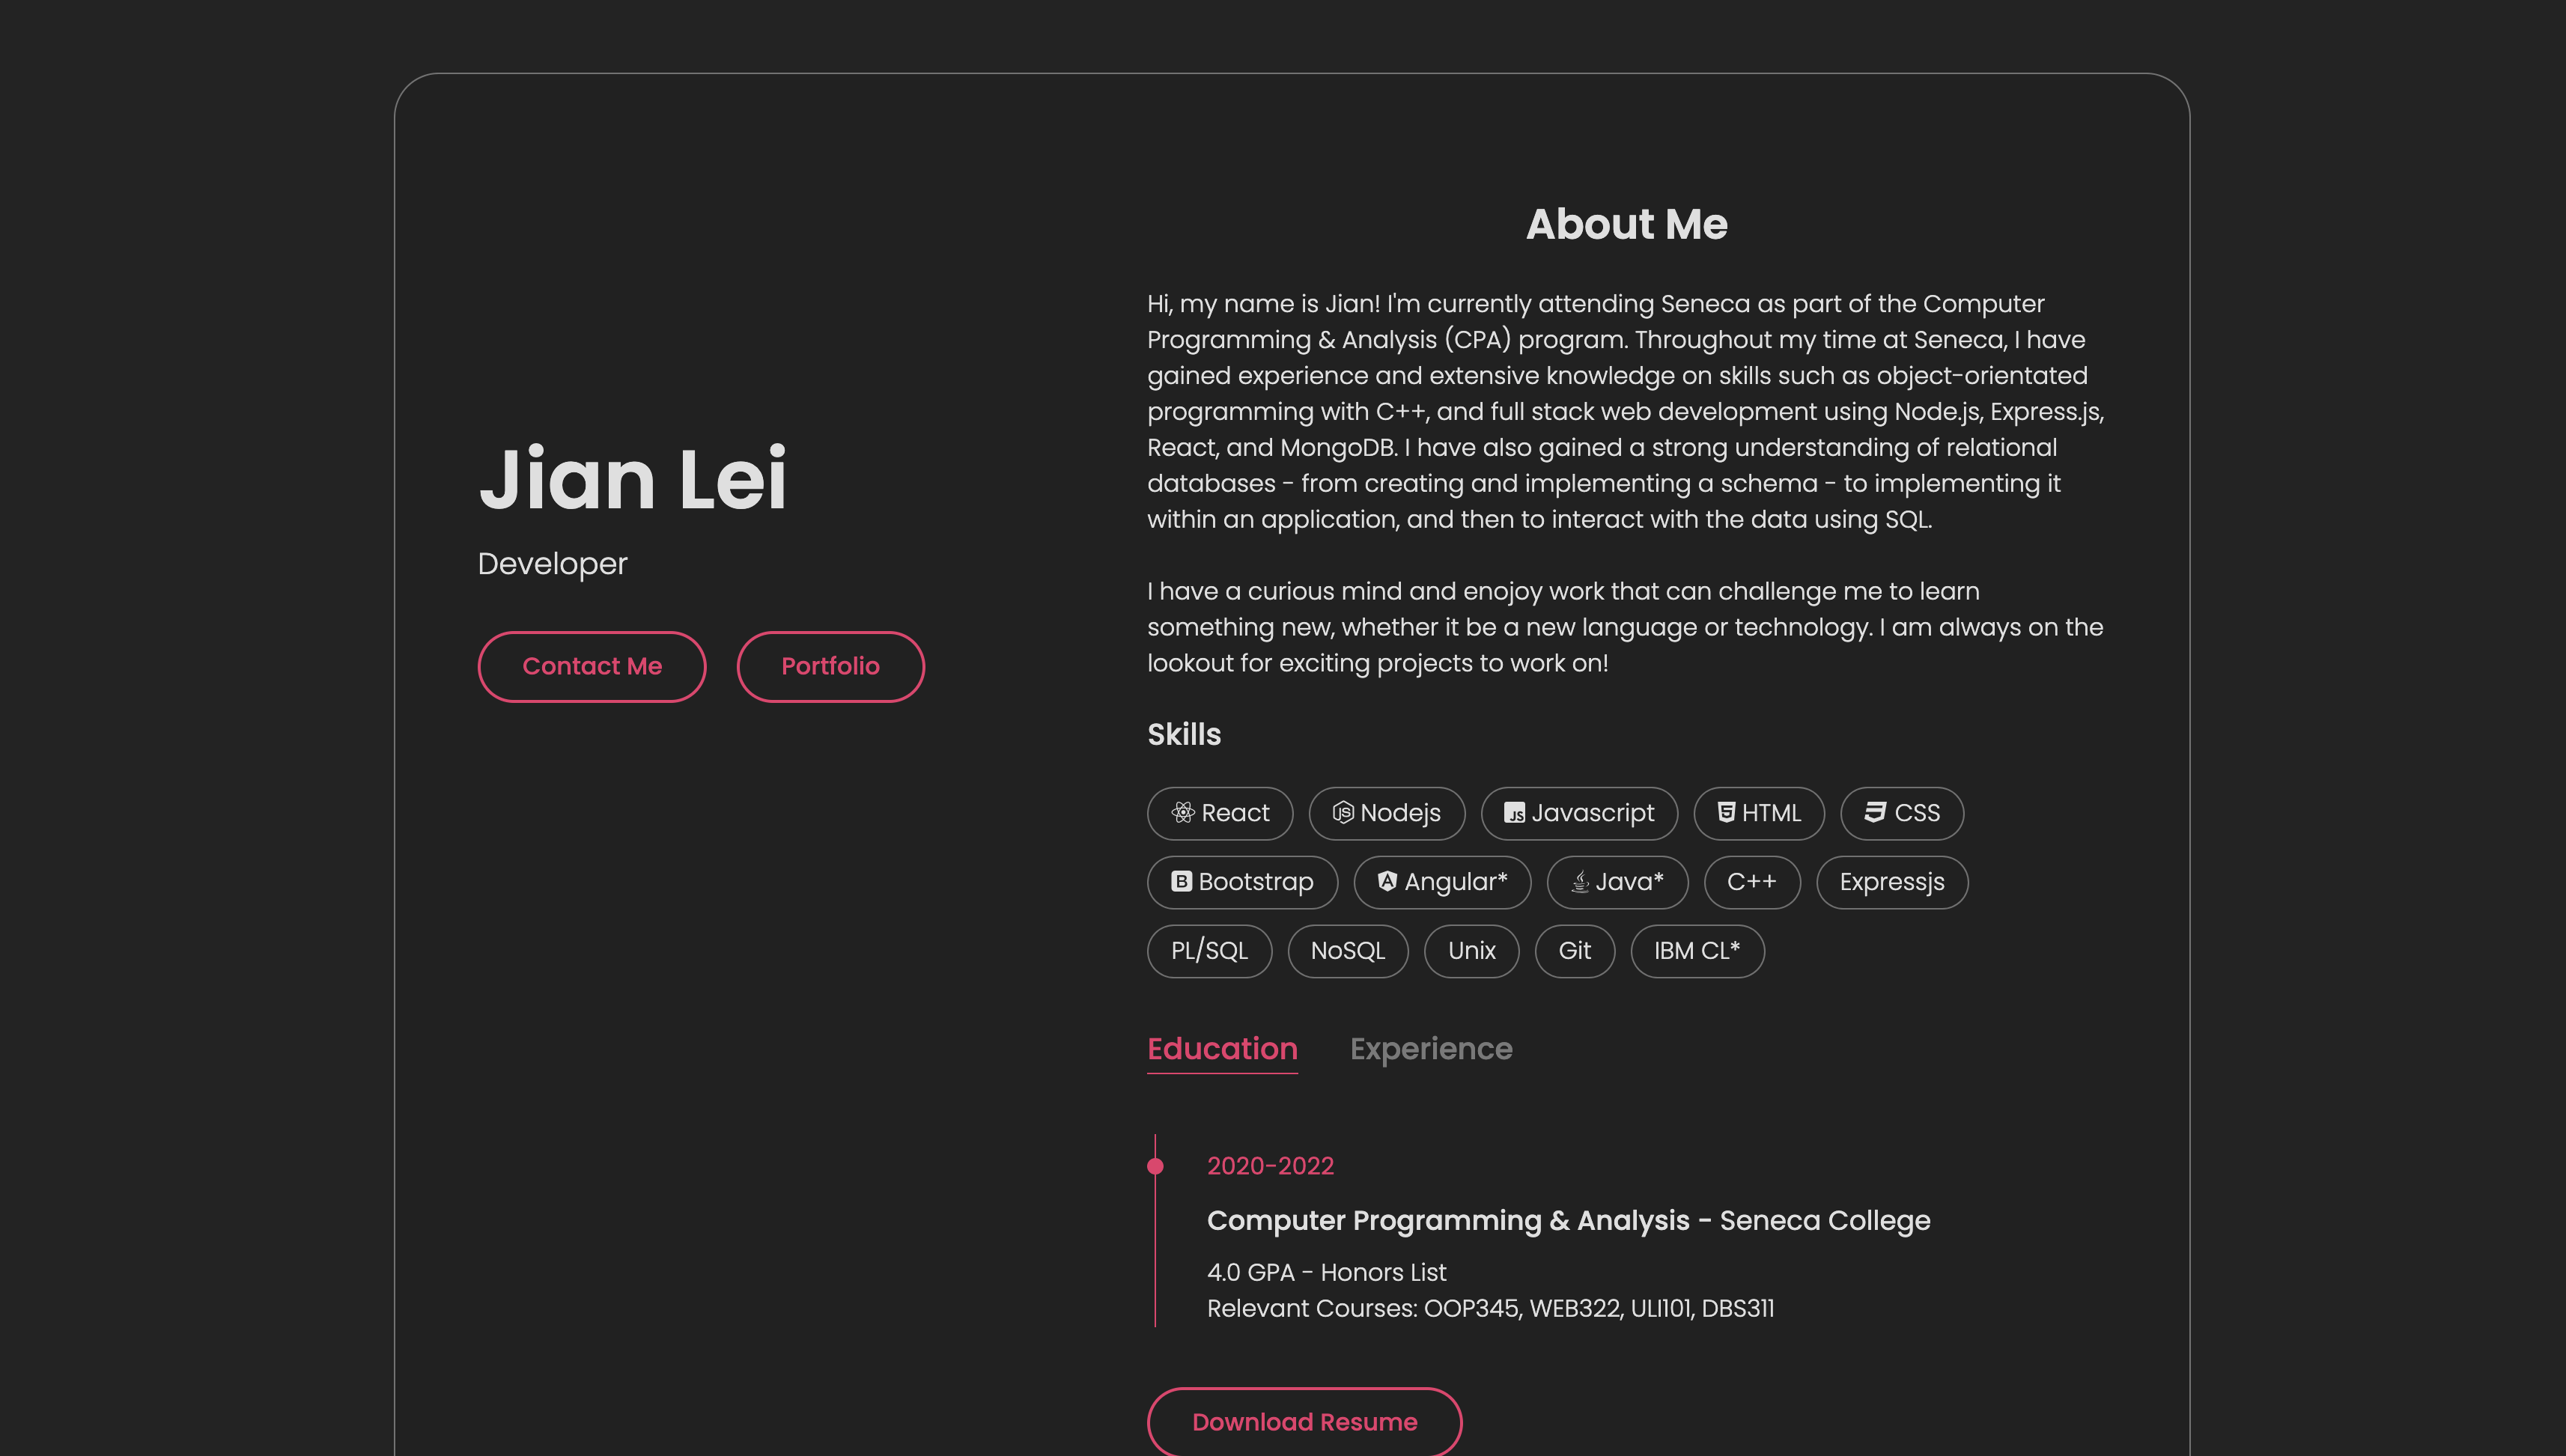 Jian Lei
Developer
Contact Me
Portfolio
About Me
Hi, my name is Jian! I'm currently attending Seneca as part of the Computer
Programming & Analysis (CPA) program. Throughout my time at Seneca, I have
gained experience and extensive knowledge on skills such as object-orientated
programming with C++, and full stack web development using Node.js, Express.js,
React, and MongoDB. I have also gained a strong understanding of relational
databases - from creating and implementing a schema - to implementing it
within an application, and then to interact with the data using SQL.
I have a curious mind and enojoy work that can challenge me to learn
something new, whether it be a new language or technology. I am always on the
lookout for exciting projects to work on!
Skills
React Nodejs JS Javascript HTML CSS
B Bootstrap Angular* Java* C++ Expressjs
PL/SQL NoSQL Unix Git IBM CL*
Education Experience
2020-2022
Computer Programming & Analysis - Seneca College
4.0 GPA - Honors List
Relevant Courses: OOP345, WEB322, ULI101, DBS311
Download Resume